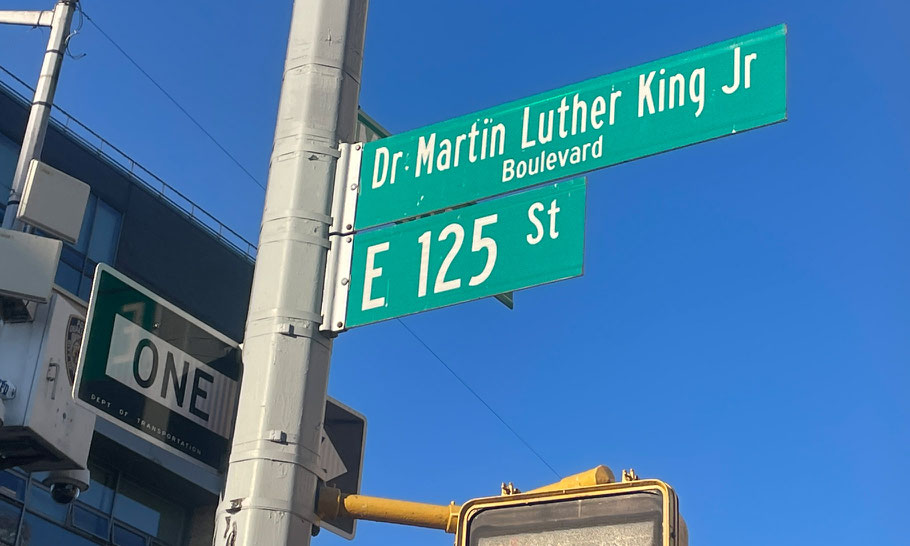 Dr. Martin Luther King Jr
Boulevard
E 125 St
ONE
DEPT OF TRANSPORTATION